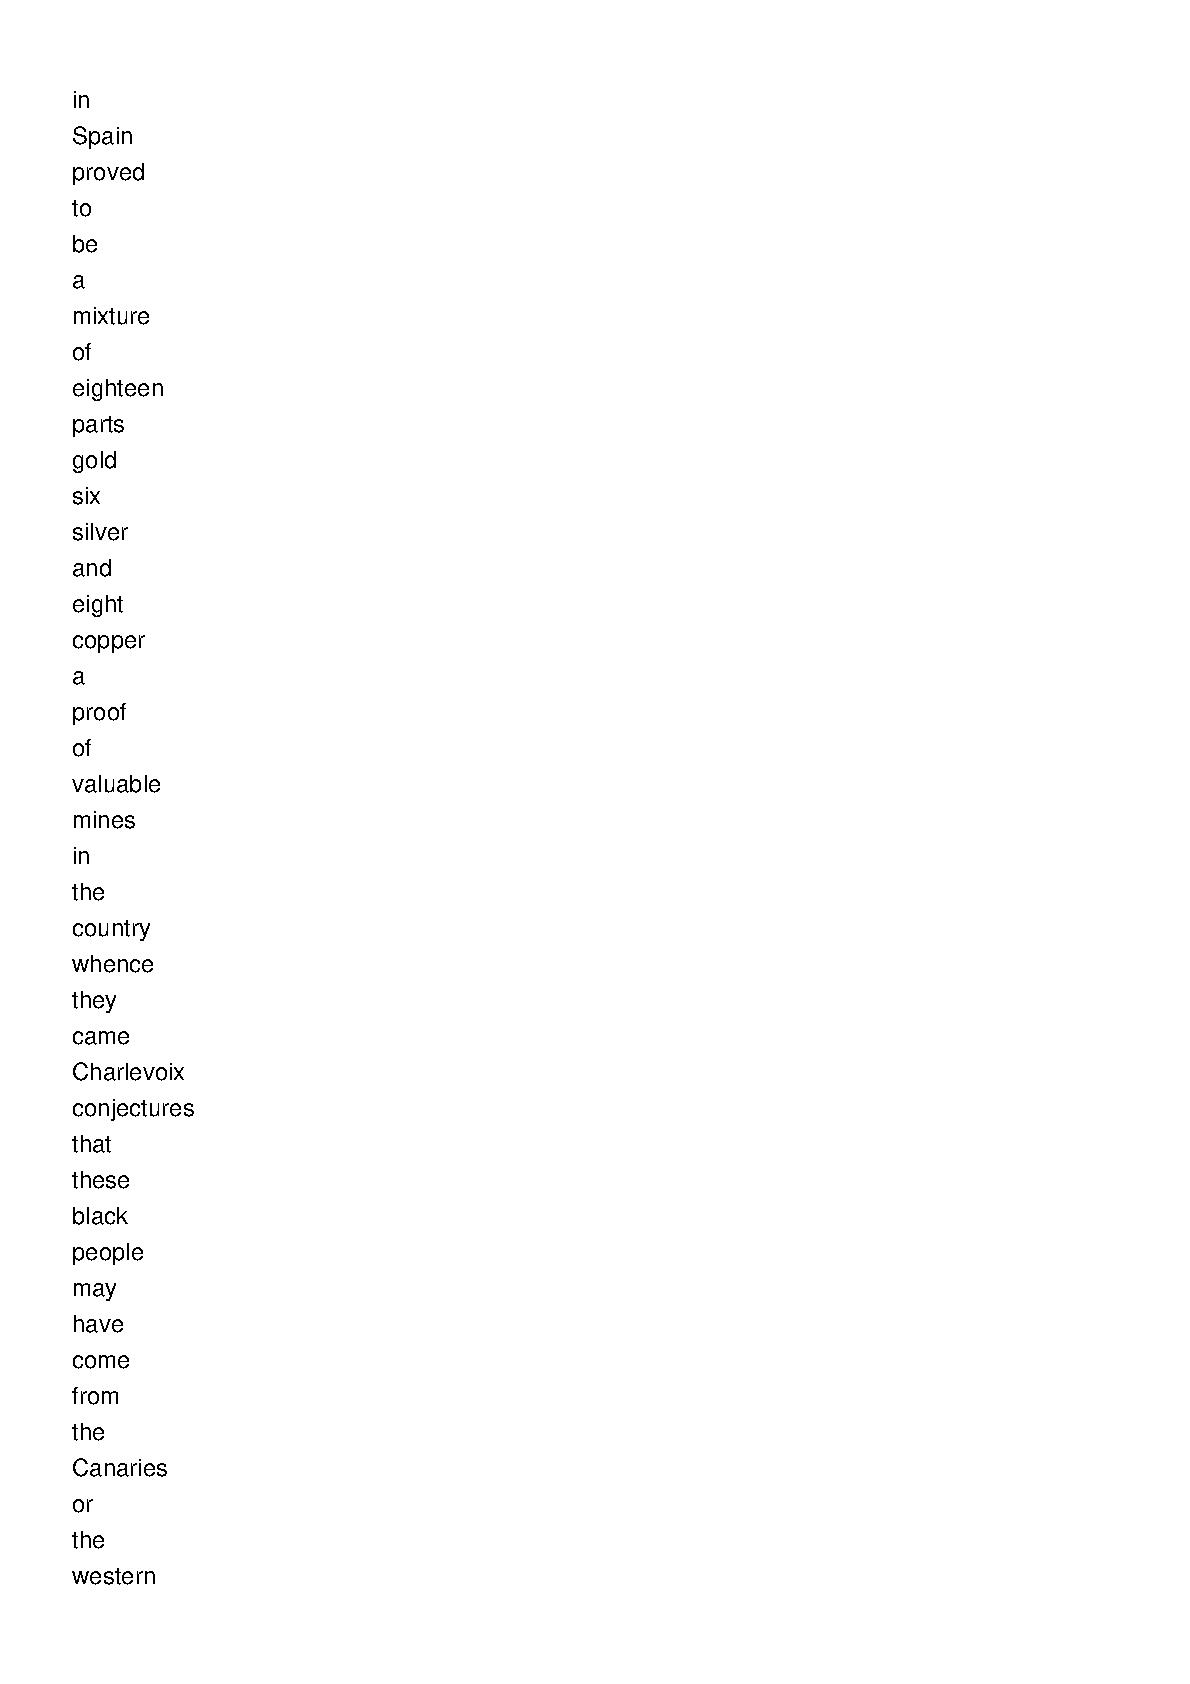 in
Spain
proved
to
be
a
mixture
of
eighteen
parts
gold
six
silver
and
eight
copper
a
proof
of
valuable
mines
in
the
country
whence
they
came
Charlevoix
conjectures
that
these
black
people
may
have
come
from
the
Canaries
or
the
western